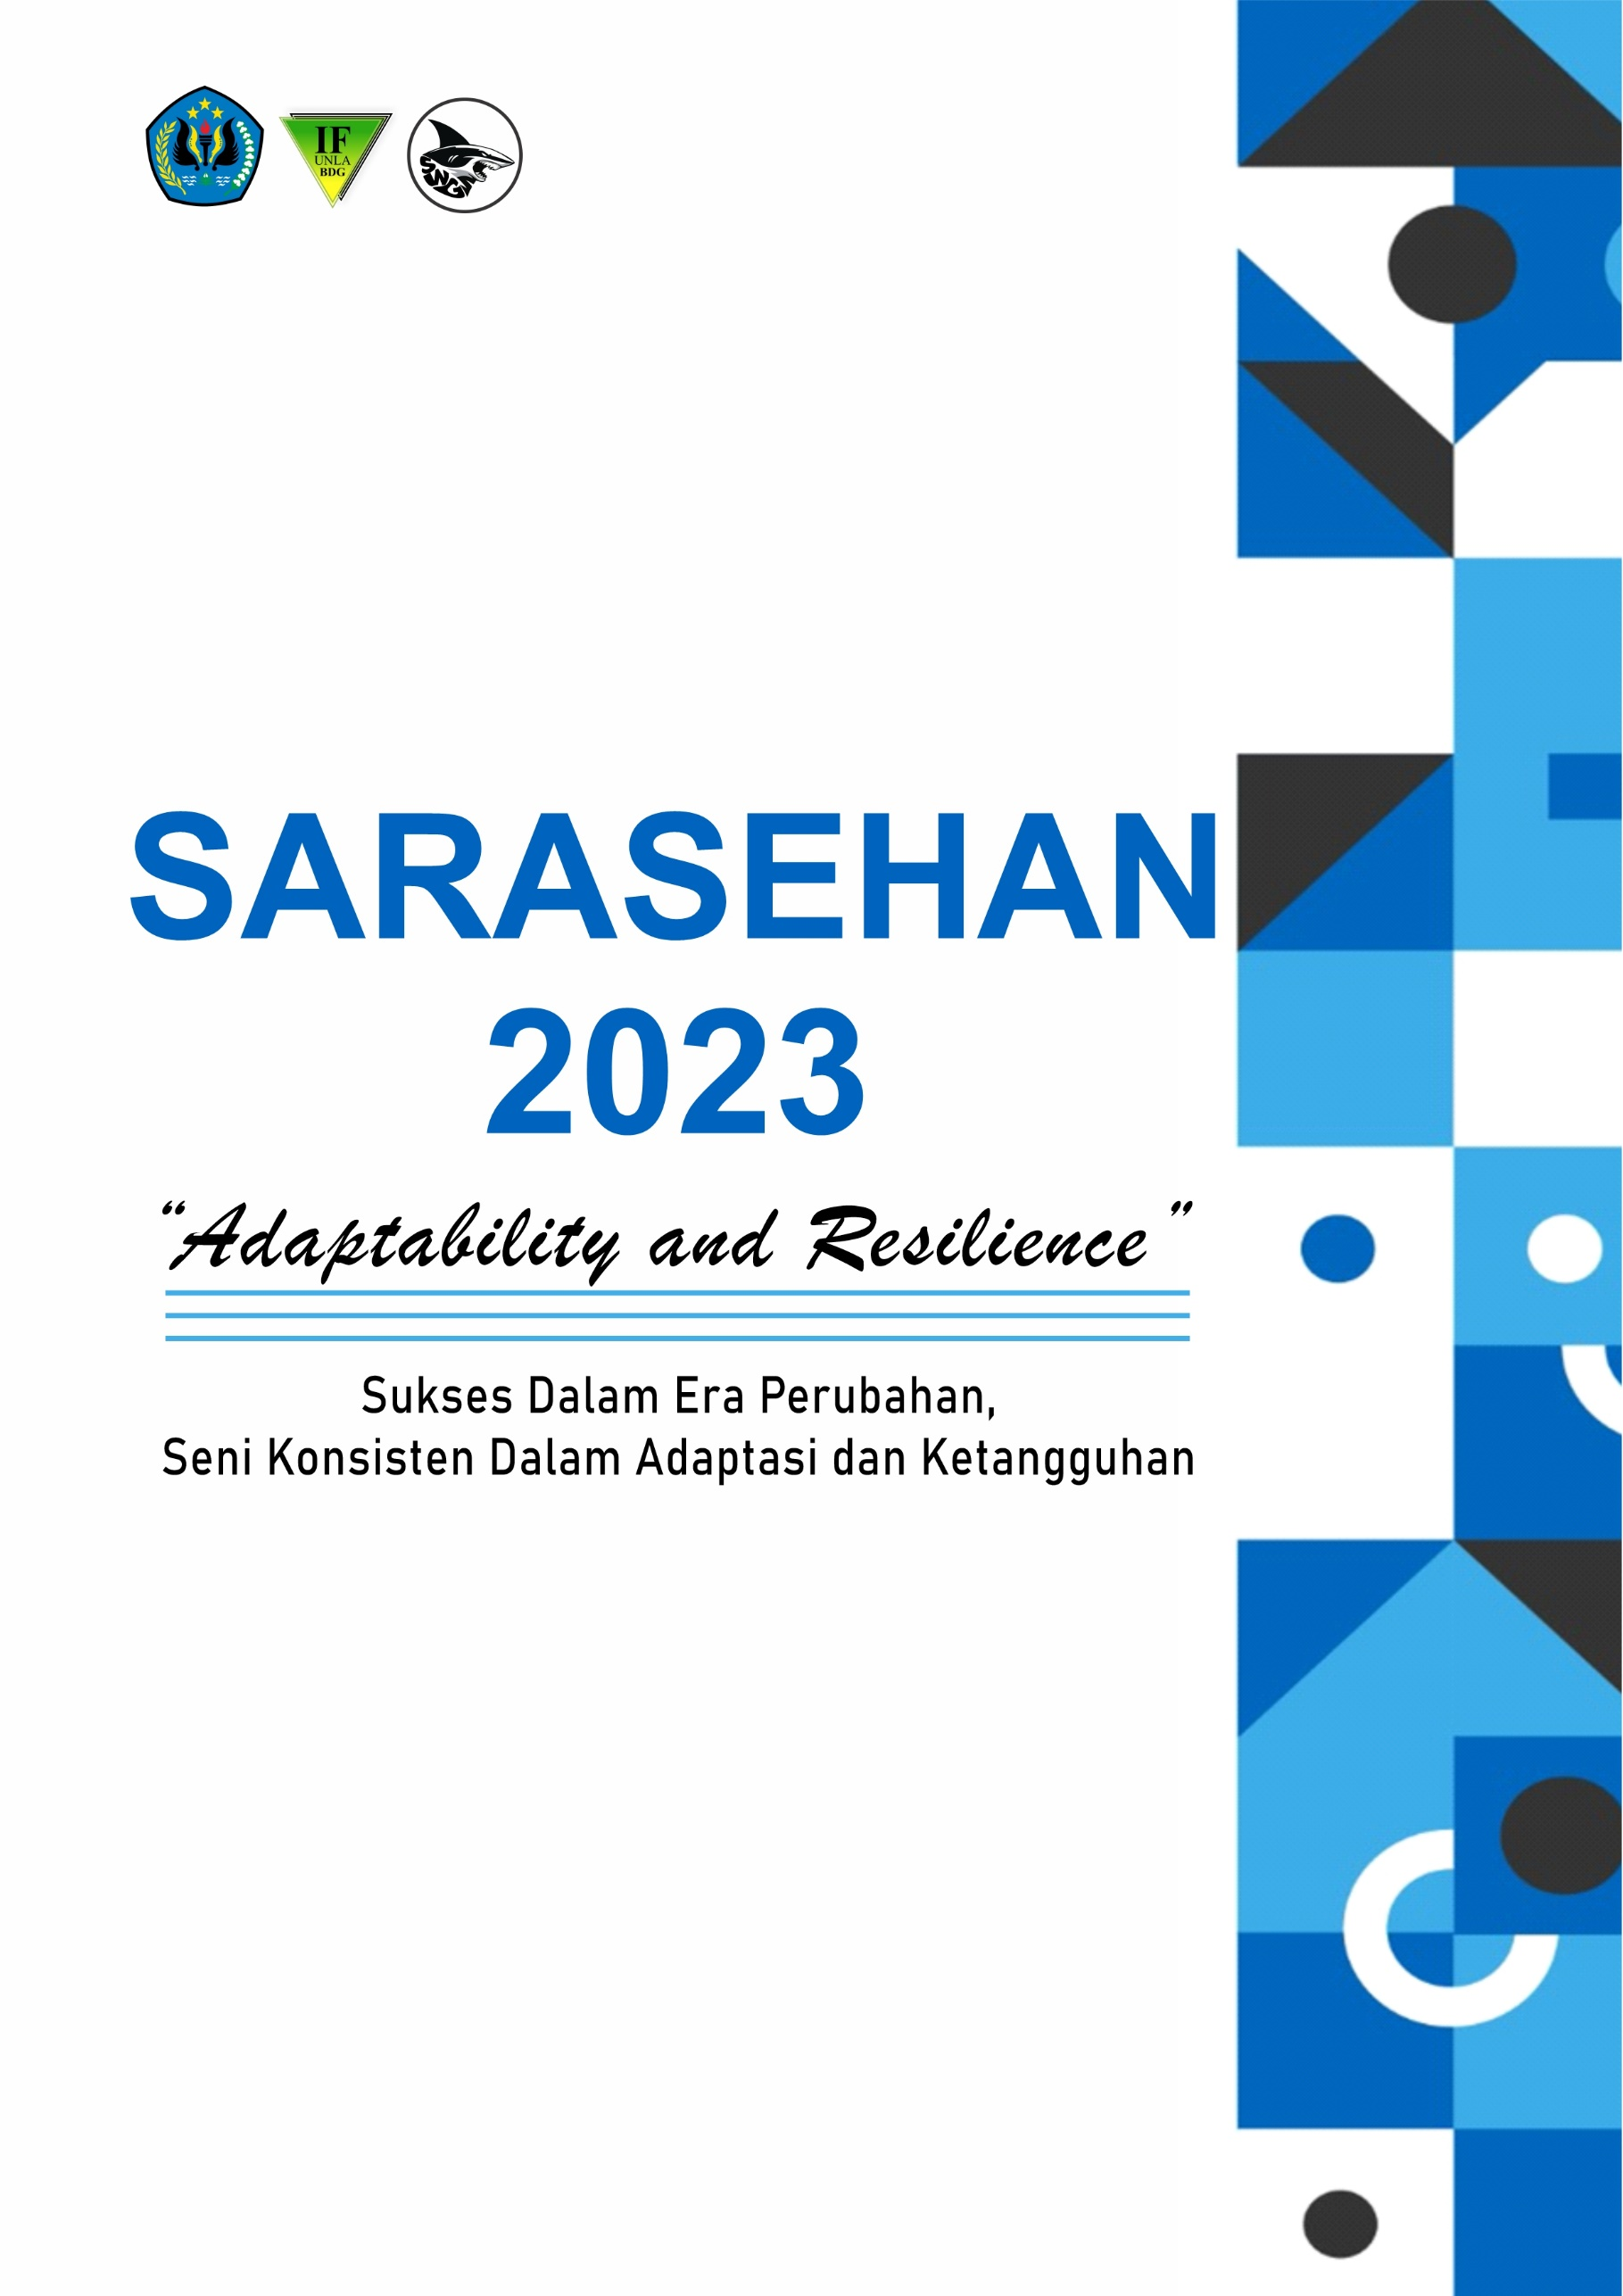 IF
UNLA
BDG
SARASEHAN
2023
“Adaptability and Resilience”
Sukses Dalam Era Perubahan,
Seni Konsisten Dalam Adaptasi dan Ketangguhan